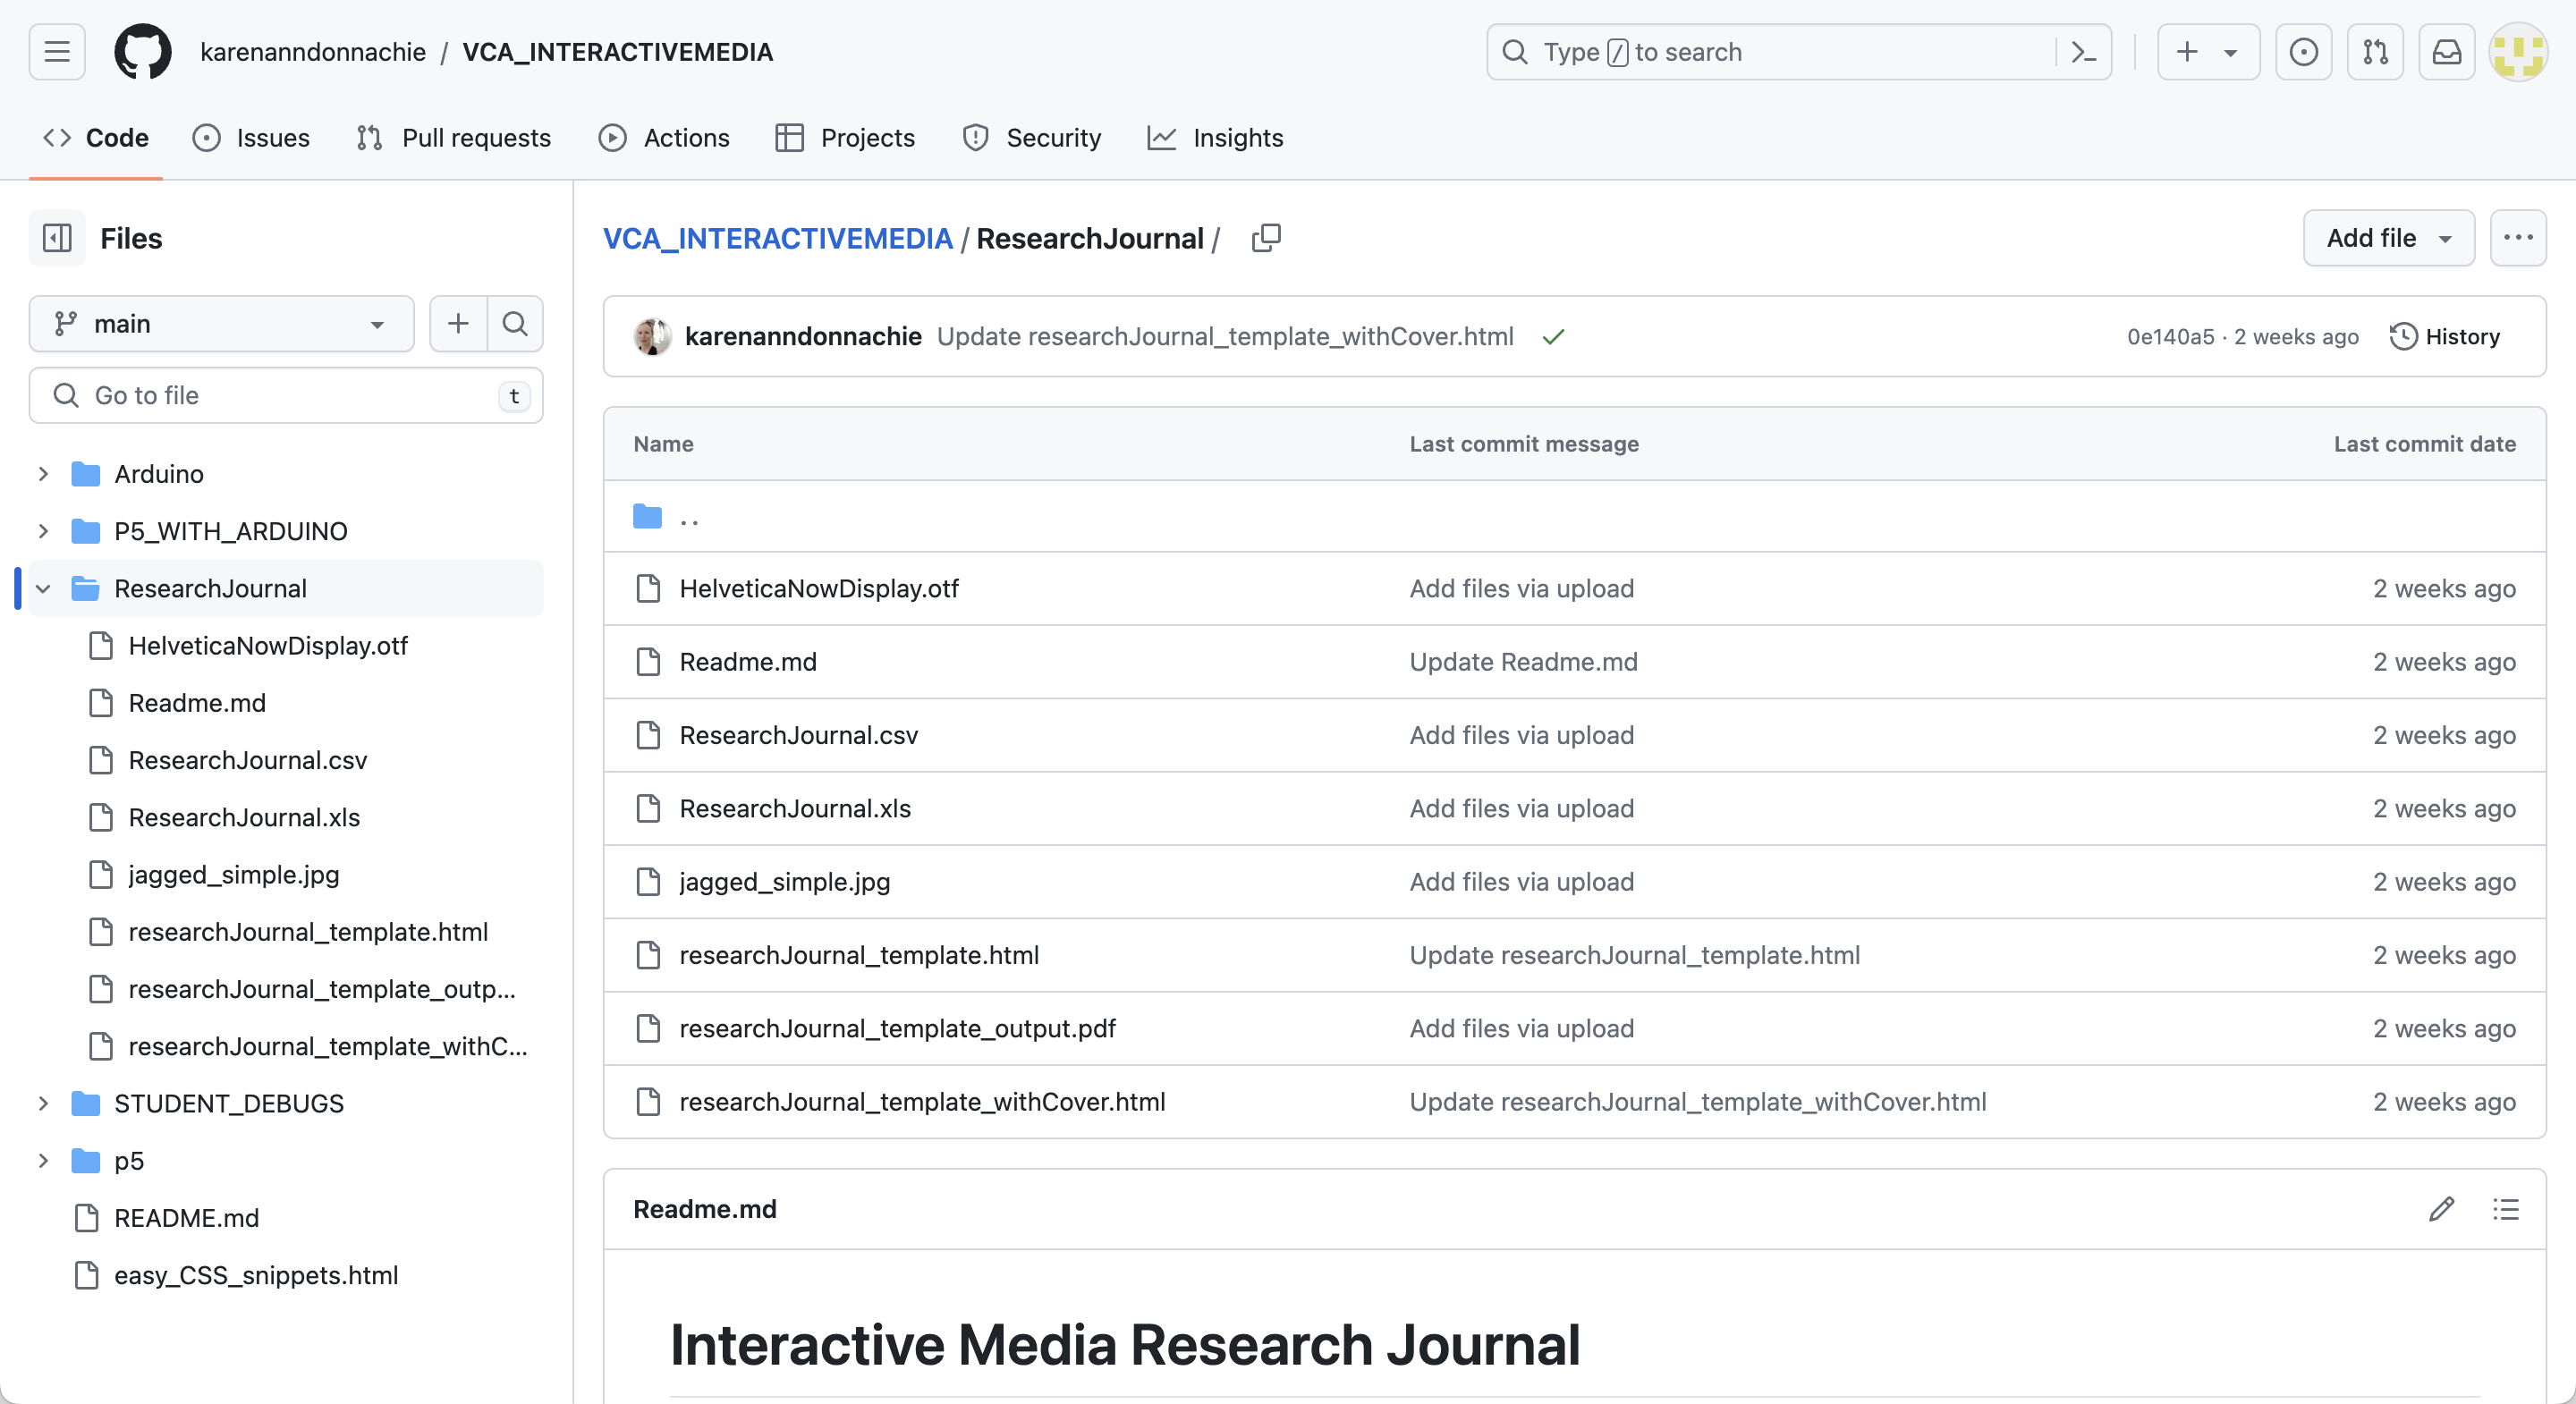 karenanndonnachie / VCA_INTERACTIVEMEDIA
Type / to search
Code Issues Pull requests Actions Projects Security Insights
Files
main
Go to file t
Arduino
P5_WITH_ARDUINO
ResearchJournal
HelveticaNowDisplay.otf
Readme.md
ResearchJournal.csv
ResearchJournal.xls
jagged_simple.jpg
researchJournal_template.html
researchJournal_template_outp...
researchJournal_template_withC...
STUDENT_DEBUGS
p5
README.md
easy_CSS_snippets.html
VCA_INTERACTIVEMEDIA / ResearchJournal /
Add file
karenanndonnachie Update researchJournal_template_withCover.html 0e140a5 · 2 weeks ago History
Name Last commit message Last commit date
..
HelveticaNowDisplay.otf Add files via upload 2 weeks ago
Readme.md Update Readme.md 2 weeks ago
ResearchJournal.csv Add files via upload 2 weeks ago
ResearchJournal.xls Add files via upload 2 weeks ago
jagged_simple.jpg Add files via upload 2 weeks ago
researchJournal_template.html Update researchJournal_template.html 2 weeks ago
researchJournal_template_output.pdf Add files via upload 2 weeks ago
researchJournal_template_withCover.html Update researchJournal_template_withCover.html 2 weeks ago
Readme.md
Interactive Media Research Journal